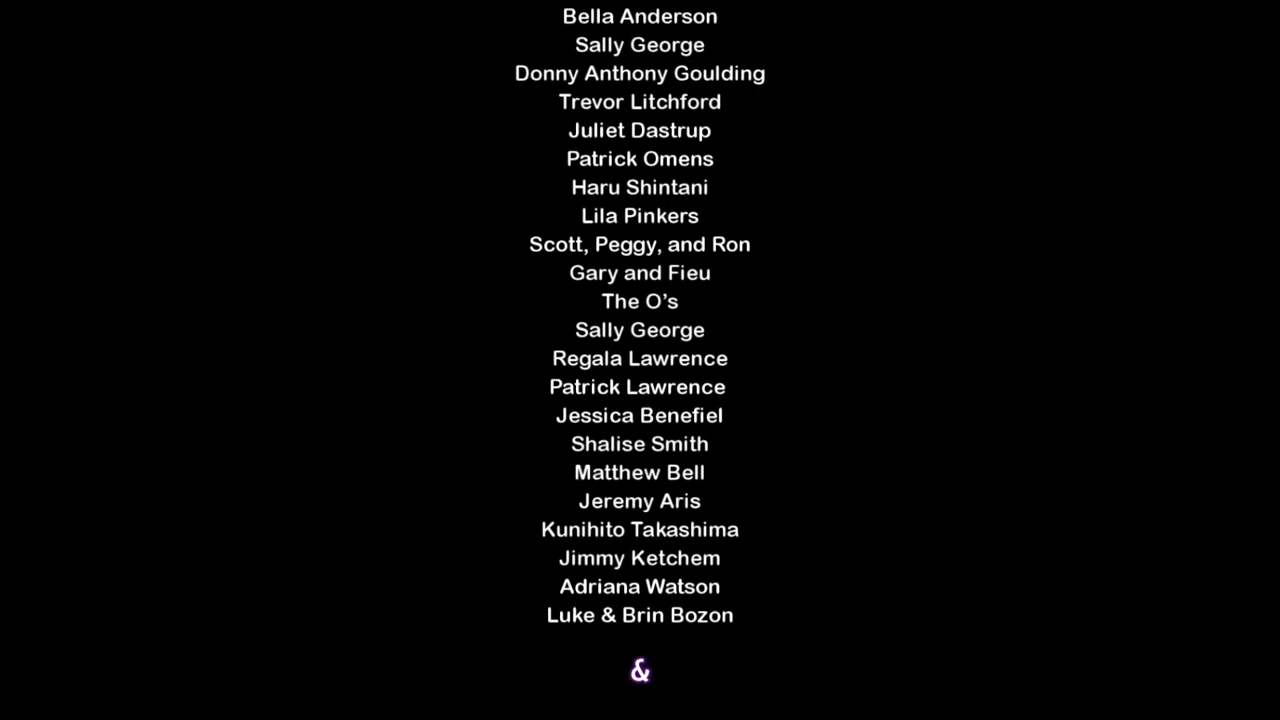 Bella Anderson
Sally George
Donny Anthony Goulding
Trevor Litchford
Juliet Dastrup
Patrick Omens
Haru Shintani
Lila Pinkers
Scott, Peggy, and Ron
Gary and Fieu
The O’s
Sally George
Regala Lawrence
Patrick Lawrence
Jessica Benefiel
Shalise Smith
Matthew Bell
Jeremy Aris
Kunihito Takashima
Jimmy Ketchem
Adriana Watson
Luke & Brin Bozon
&